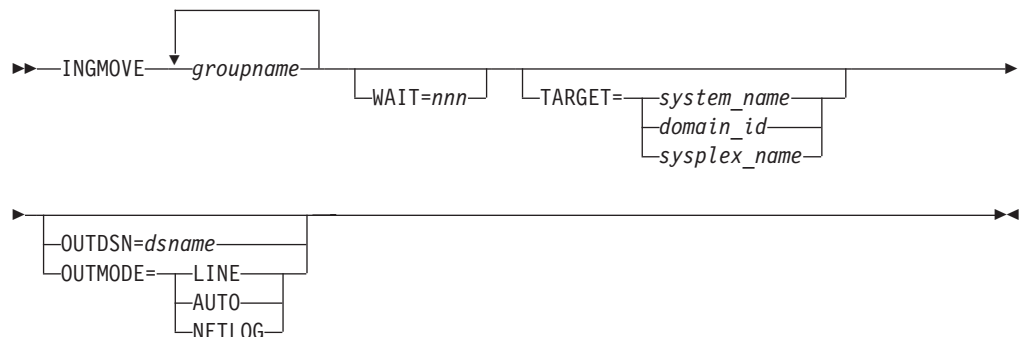 INGMOVE groupname
WAIT=nnn TARGET= system_name
domain_id
sysplex_name
OUTDSN=dsname
OUTMODE= LINE
AUTO
NETLOG